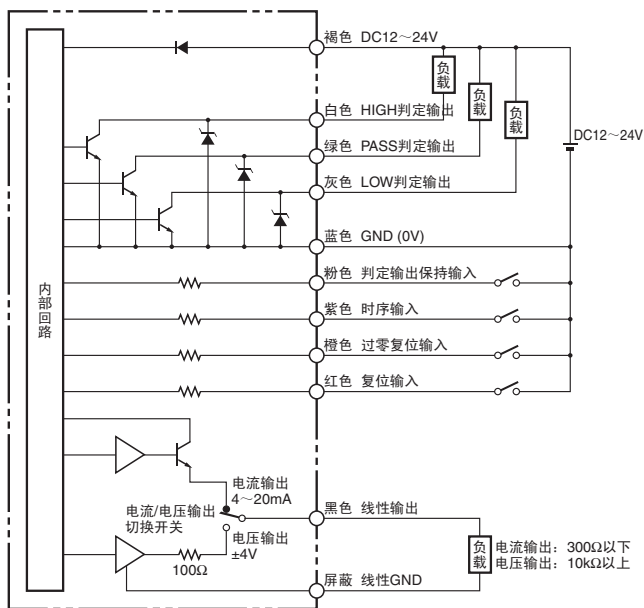 褐色 DC12～24V
负载
负载
负载
白色 HIGH判定输出
DC12～24V
绿色 PASS判定输出
灰色 LOW判定输出
蓝色 GND (0V)
粉色 判定输出保持输入
内部回路
紫色 时序输入
橙色 过零复位输入
红色 复位输入
电流输出
4～20mA
电流/电压输出
切换开关
黑色 线性输出
电压输出
±4V
100Ω
负载
电流输出：300Ω以下
电压输出：10kΩ以上
屏蔽 线性GND